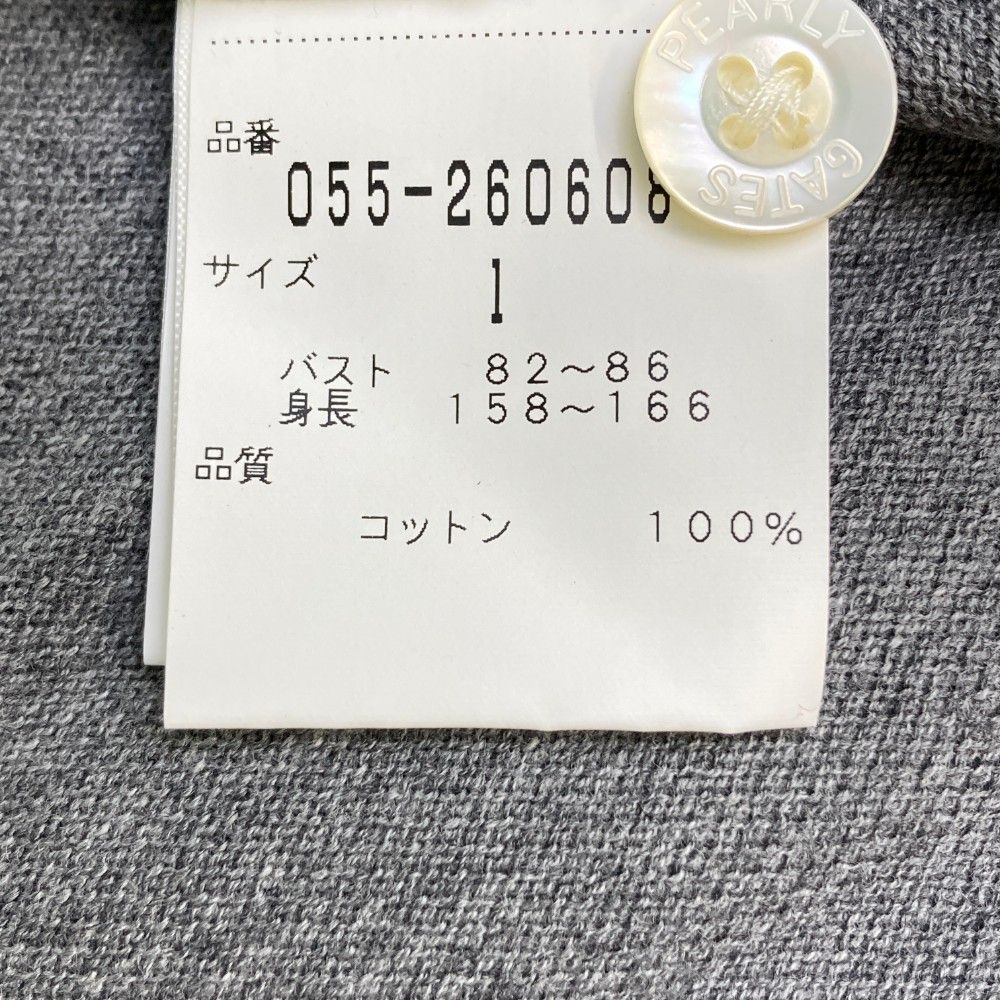 PEARLY
GATES
品番
055-260608
サイズ
1
バスト 82～86
身長 158～166
品質
コットン 100%